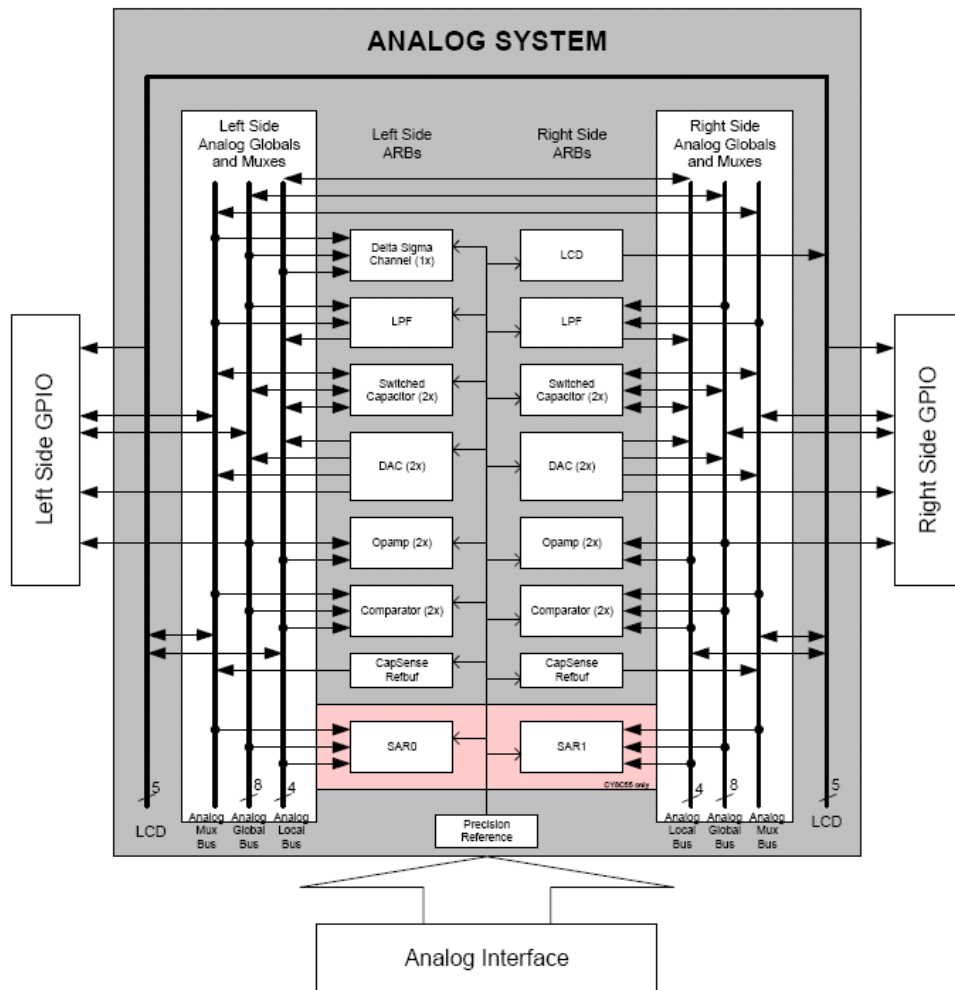 ANALOG SYSTEM
Left Side
Analog Globals
and Muxes
Left Side
ARBs
Right Side
ARBs
Right Side
Analog Globals
and Muxes
Delta Sigma
Channel (1x)
LCD
LPF
LPF
Switched
Capacitor (2x)
Switched
Capacitor (2x)
DAC (2x)
DAC (2x)
Opamp (2x)
Opamp (2x)
Comparator (2x)
Comparator (2x)
CapSense
Refbuf
CapSense
Refbuf
SAR0
SAR1
CY8C55 only
Left Side GPIO
Right Side GPIO
5
8
4
4
8
5
LCD
Analog
Mux
Bus
Analog
Global
Bus
Analog
Local
Bus
Precision
Reference
Analog
Local
Bus
Analog
Global
Bus
Analog
Mux
Bus
LCD
Analog Interface